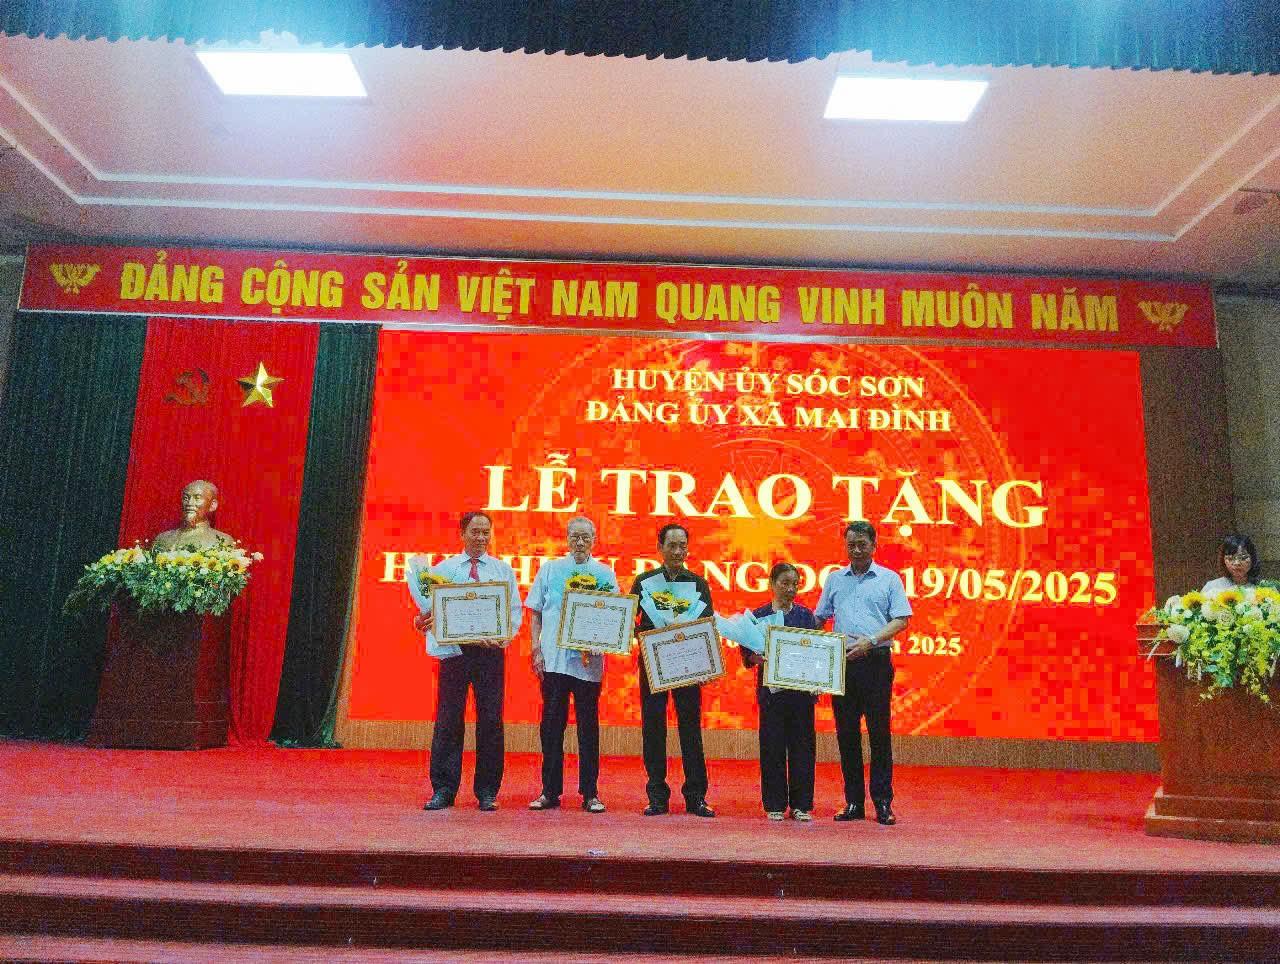 ĐẢNG CỘNG SẢN VIỆT NAM QUANG VINH MUÔN NĂM
HUYỆN ỦY SÓC SƠN
ĐẢNG ỦY XÃ MAI ĐÌNH
LỄ TRAO TẶNG
ĐẢNG 19/05/2025
2025